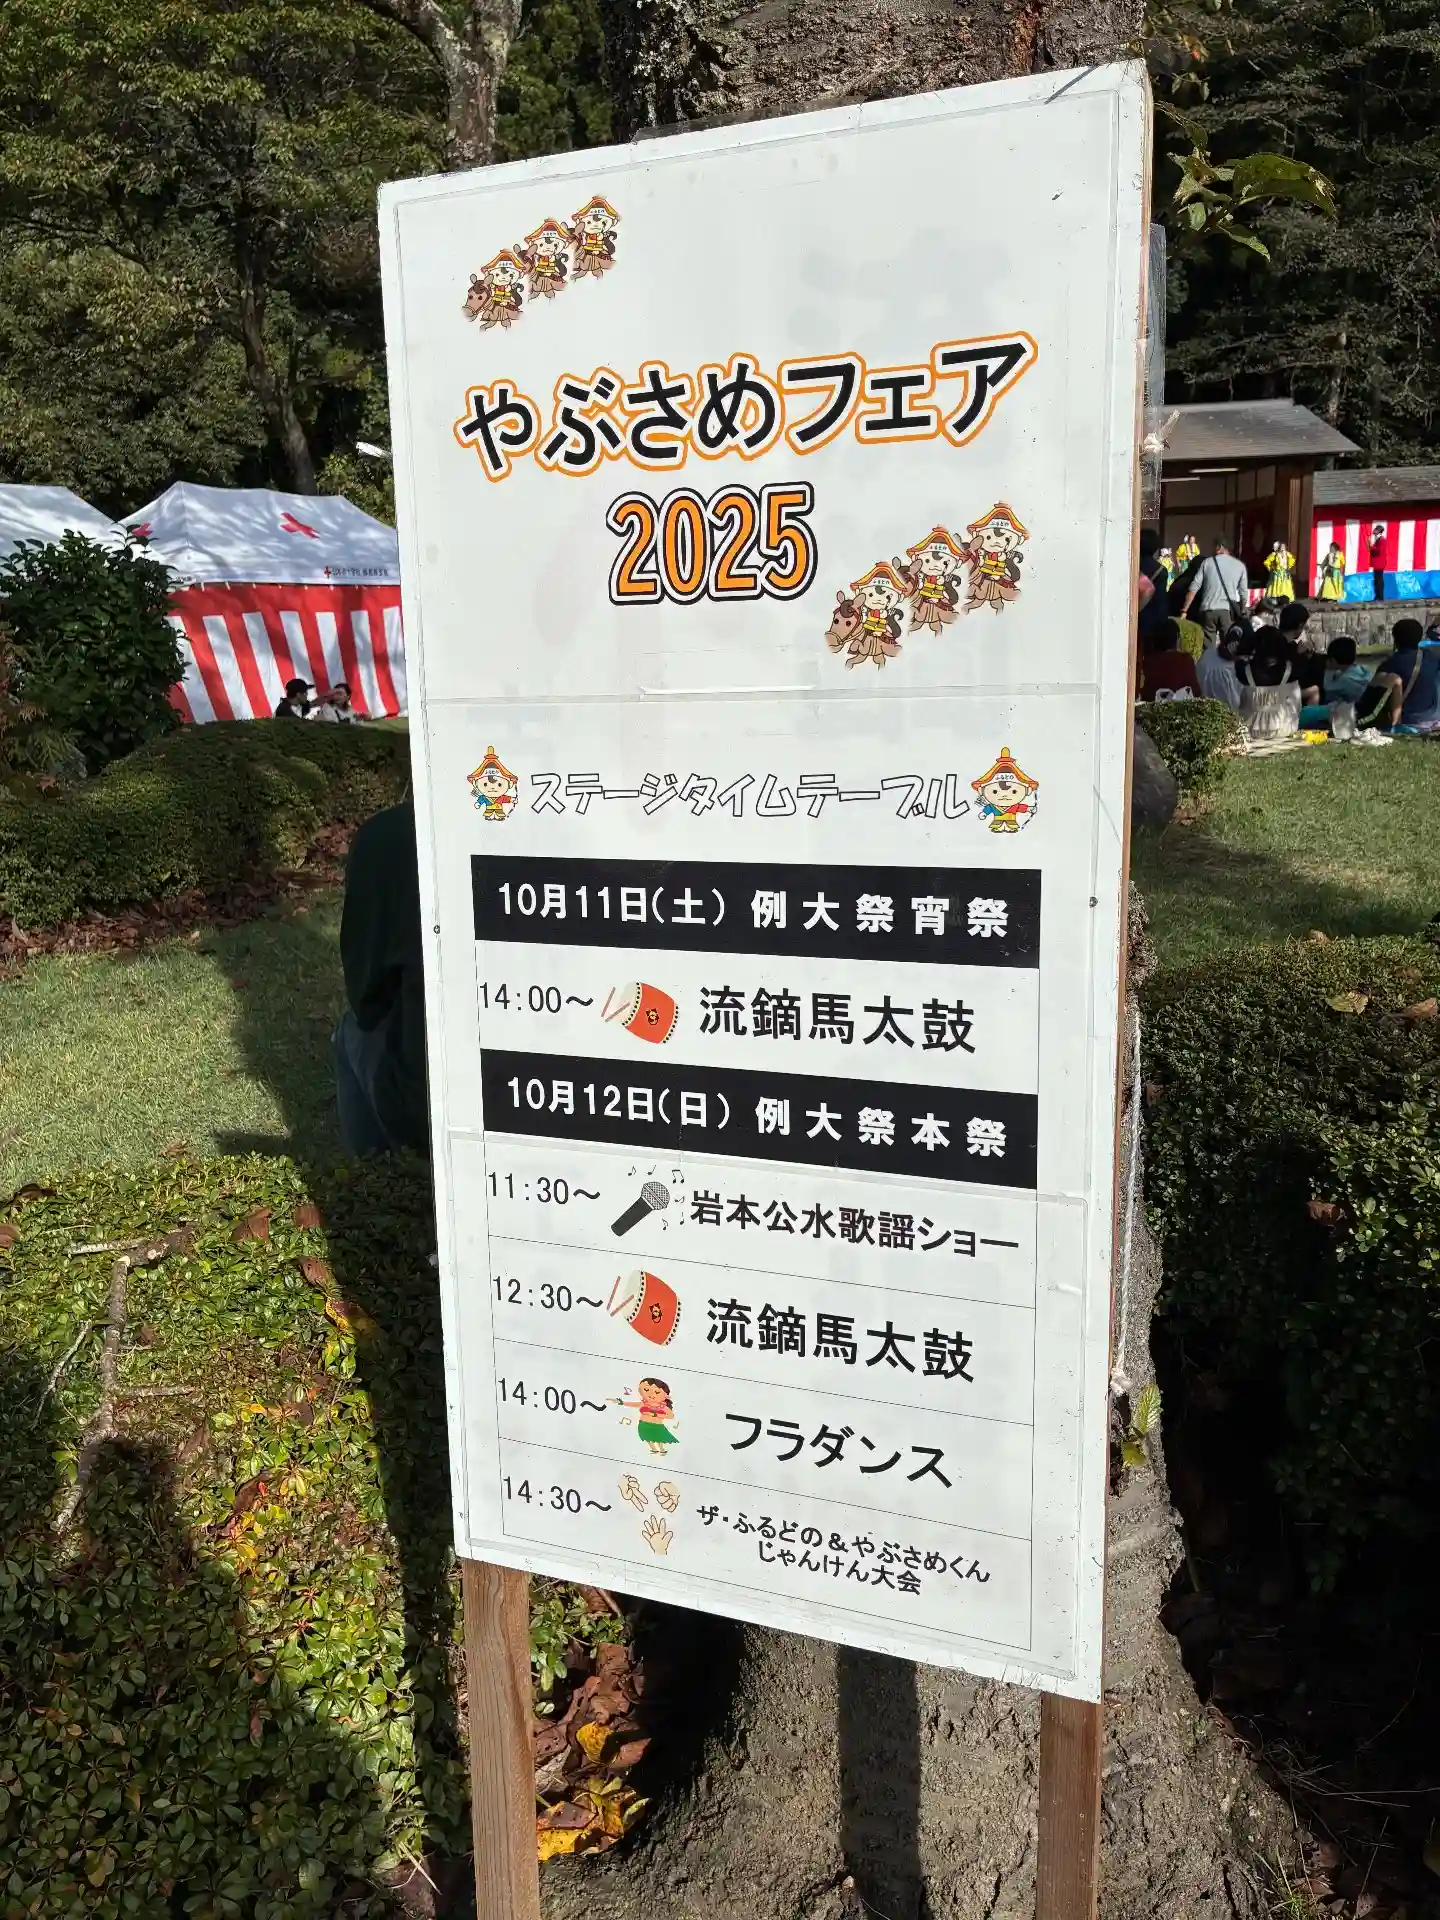 やぶさめフェア
2025
ステージタイムテーブル
10月11日(土) 例大祭宵祭
14:00～ 流鏑馬太鼓
10月12日(日) 例大祭本祭
11:30～ 岩本公水歌謡ショー
12:30～ 流鏑馬太鼓
14:00～ フラダンス
14:30～ ザ・ふるどの&やぶさめくん
じゃんけん大会